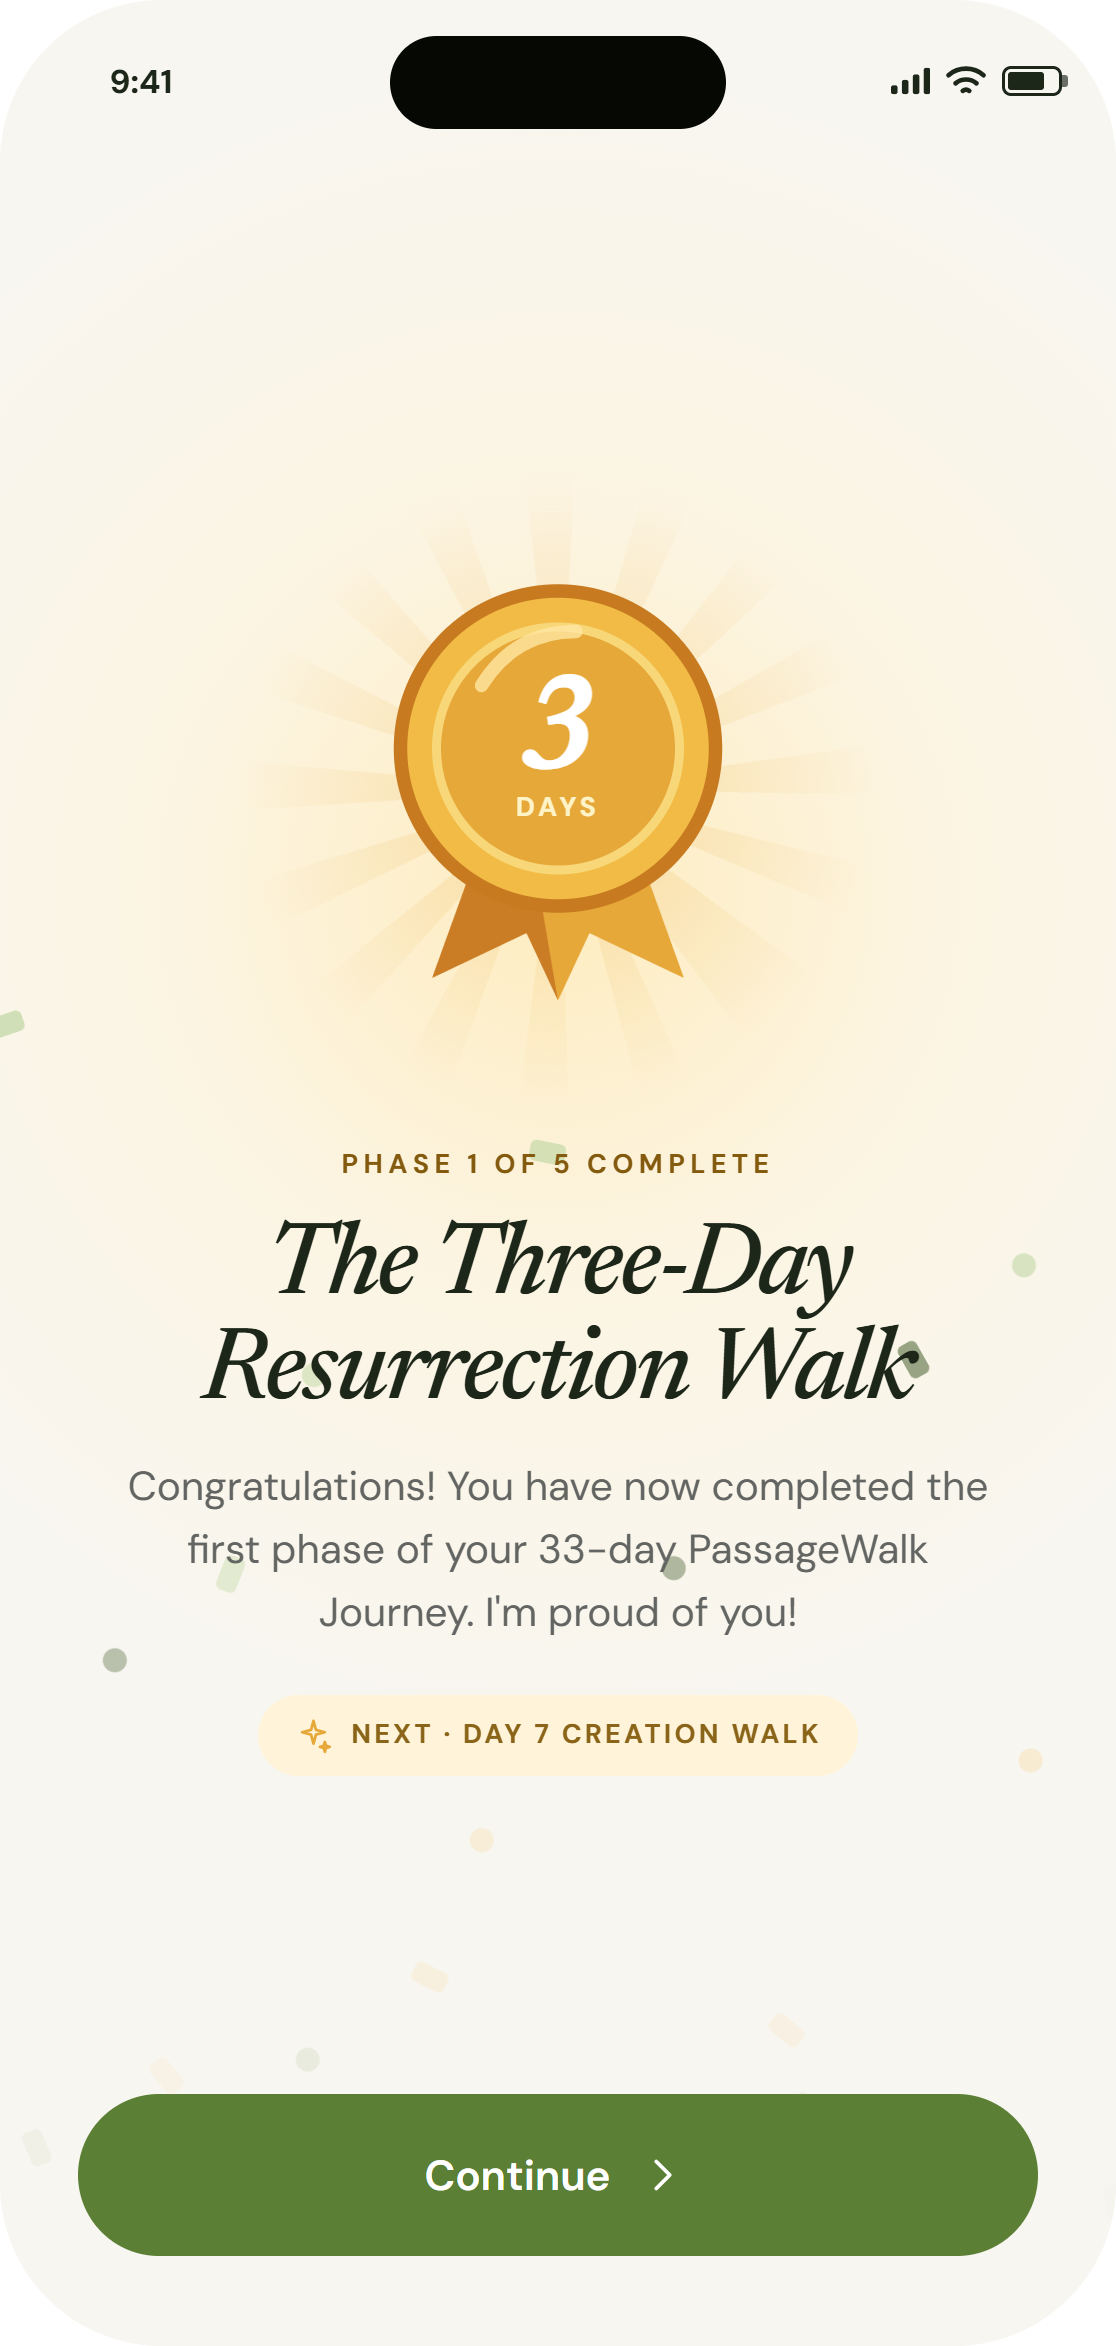 9:41
3
DAYS
PHASE 1 OF 5 COMPLETE
The Three-Day
Resurrection Walk
Congratulations! You have now completed the
first phase of your 33-day PassageWalk
Journey. I'm proud of you!
NEXT · DAY 7 CREATION WALK
Continue